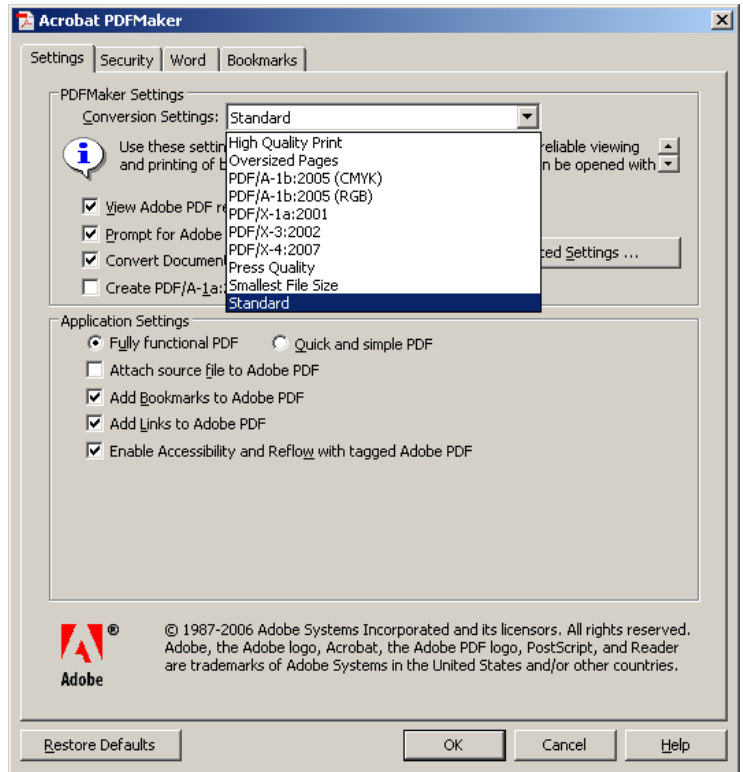 Acrobat PDFMaker
Settings Security Word Bookmarks
PDFMaker Settings
Conversion Settings: Standard
Use these settin
reliable viewing
and printing of b
n be opened with
High Quality Print
Oversized Pages
PDF/A-1b:2005 (CMYK)
PDF/A-1b:2005 (RGB)
PDF/X-1a:2001
PDF/X-3:2002
PDF/X-4:2007
Press Quality
Smallest File Size
Standard
View Adobe PDF re
Prompt for Adobe
Convert Documen
ced Settings ...
Create PDF/A-1a:
Application Settings
Fully functional PDF Quick and simple PDF
Attach source file to Adobe PDF
Add Bookmarks to Adobe PDF
Add Links to Adobe PDF
Enable Accessibility and Reflow with tagged Adobe PDF
® © 1987-2006 Adobe Systems Incorporated and its licensors. All rights reserved.
Adobe, the Adobe logo, Acrobat, the Adobe PDF logo, PostScript, and Reader
are trademarks of Adobe Systems in the United States and/or other countries.
Adobe
Restore Defaults OK Cancel Help